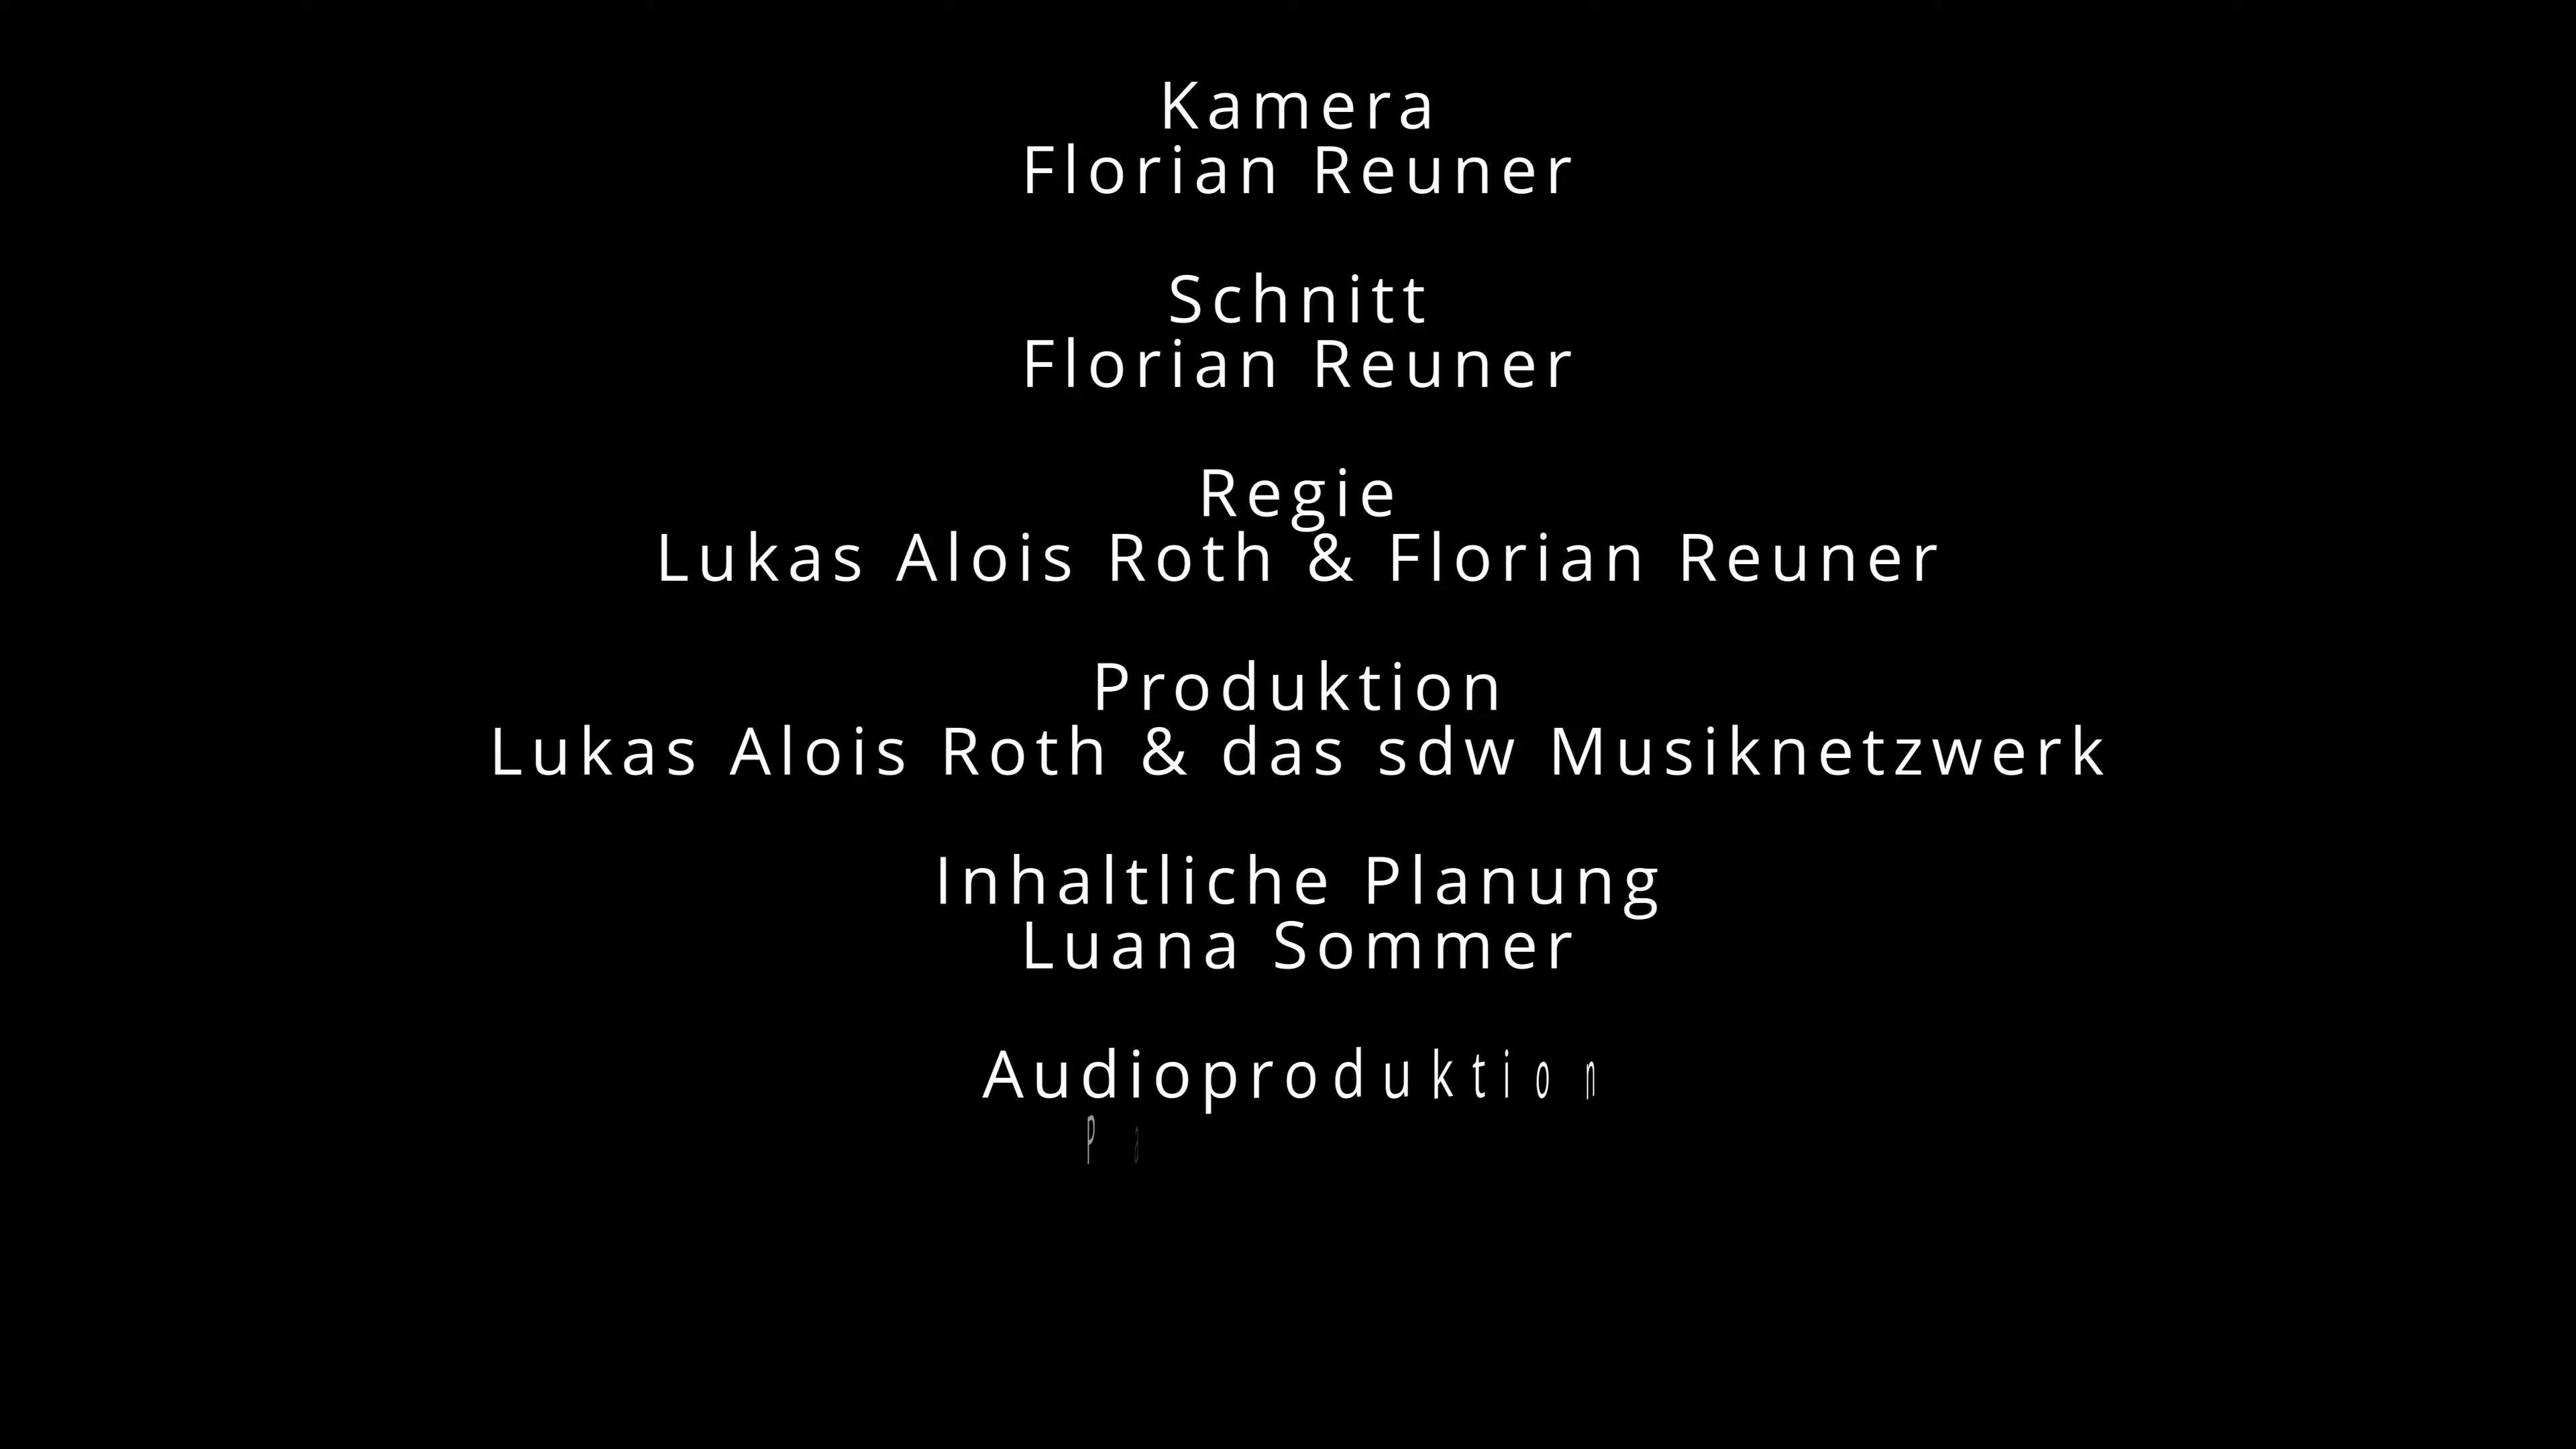 Kamera
Florian Reuner
Schnitt
Florian Reuner
Regie
Lukas Alois Roth & Florian Reuner
Produktion
Lukas Alois Roth & das sdw Musiknetzwerk
Inhaltliche Planung
Luana Sommer
Audioproduktion
Pa